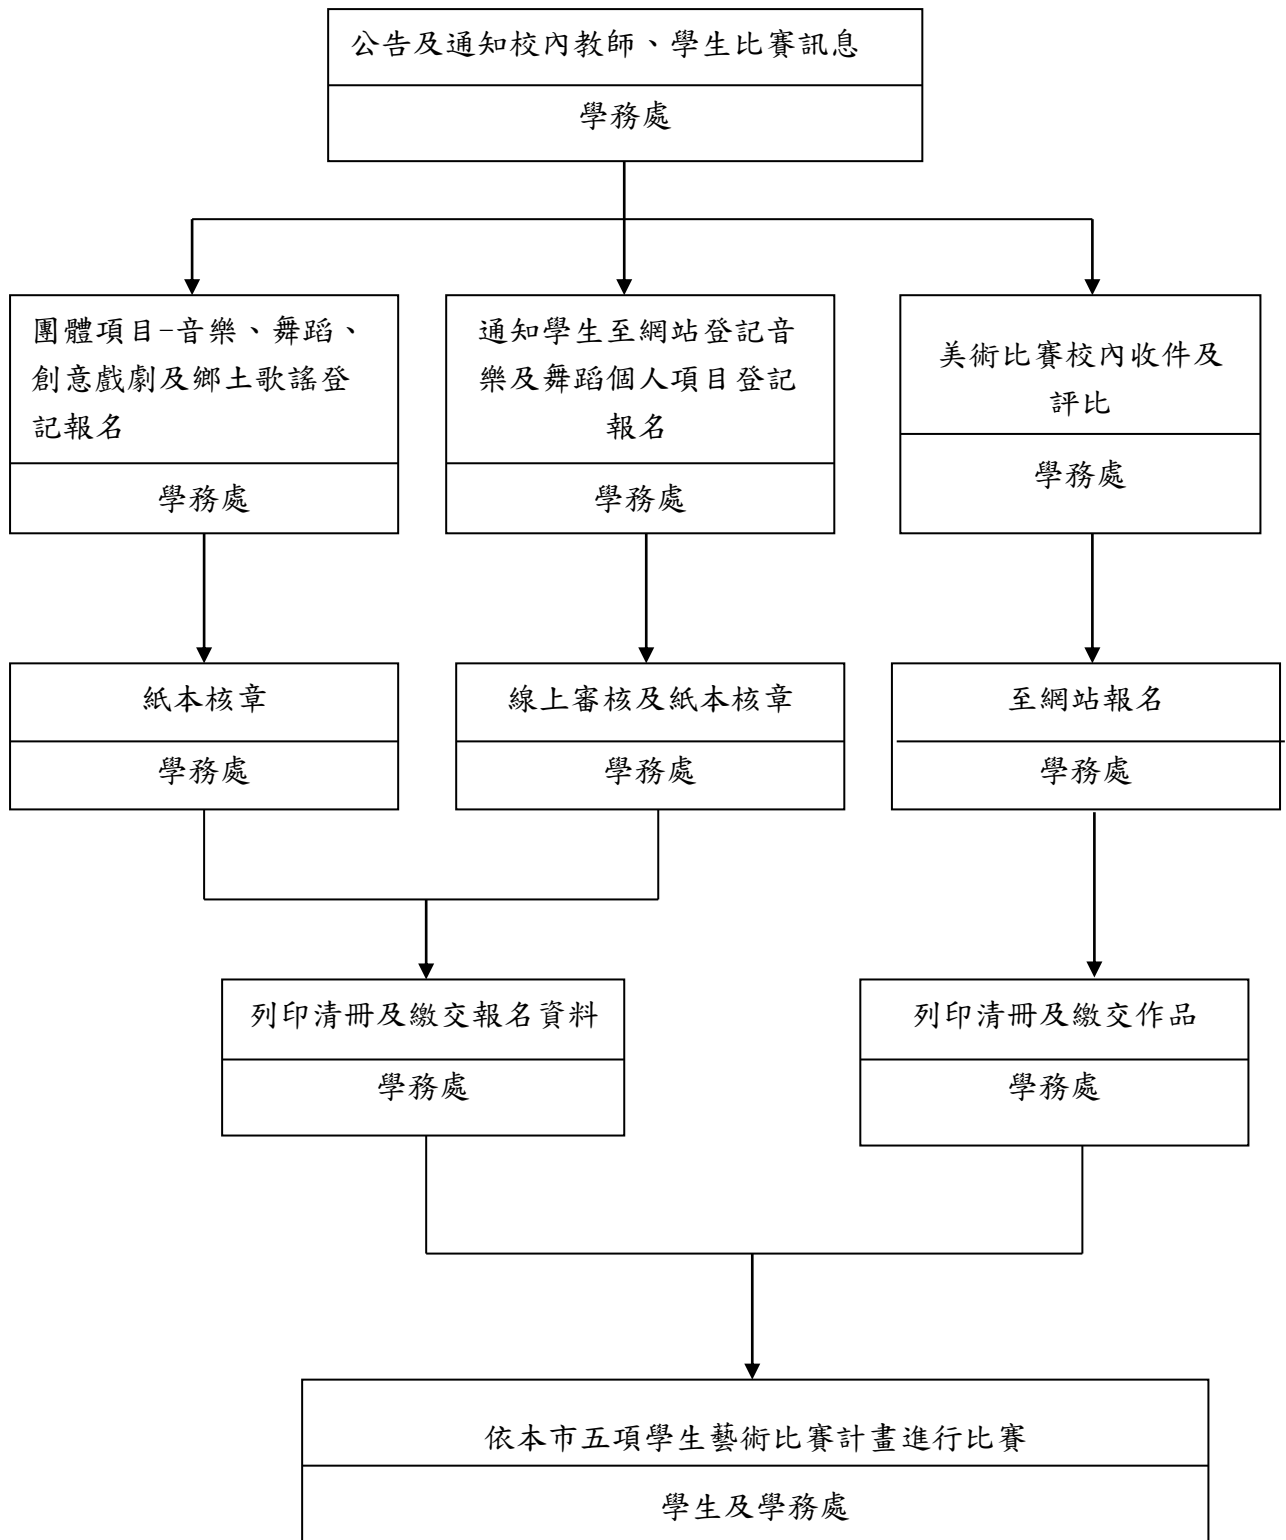 公告及通知校內教師、學生比賽訊息
學務處
團體項目-音樂、舞蹈、
創意戲劇及鄉土歌謠登
記報名
學務處
通知學生至網站登記音
樂及舞蹈個人項目登記
報名
學務處
美術比賽校內收件及
評比
學務處
紙本核章
學務處
線上審核及紙本核章
學務處
至網站報名
學務處
列印清冊及繳交報名資料
學務處
列印清冊及繳交作品
學務處
依本市五項學生藝術比賽計畫進行比賽
學生及學務處